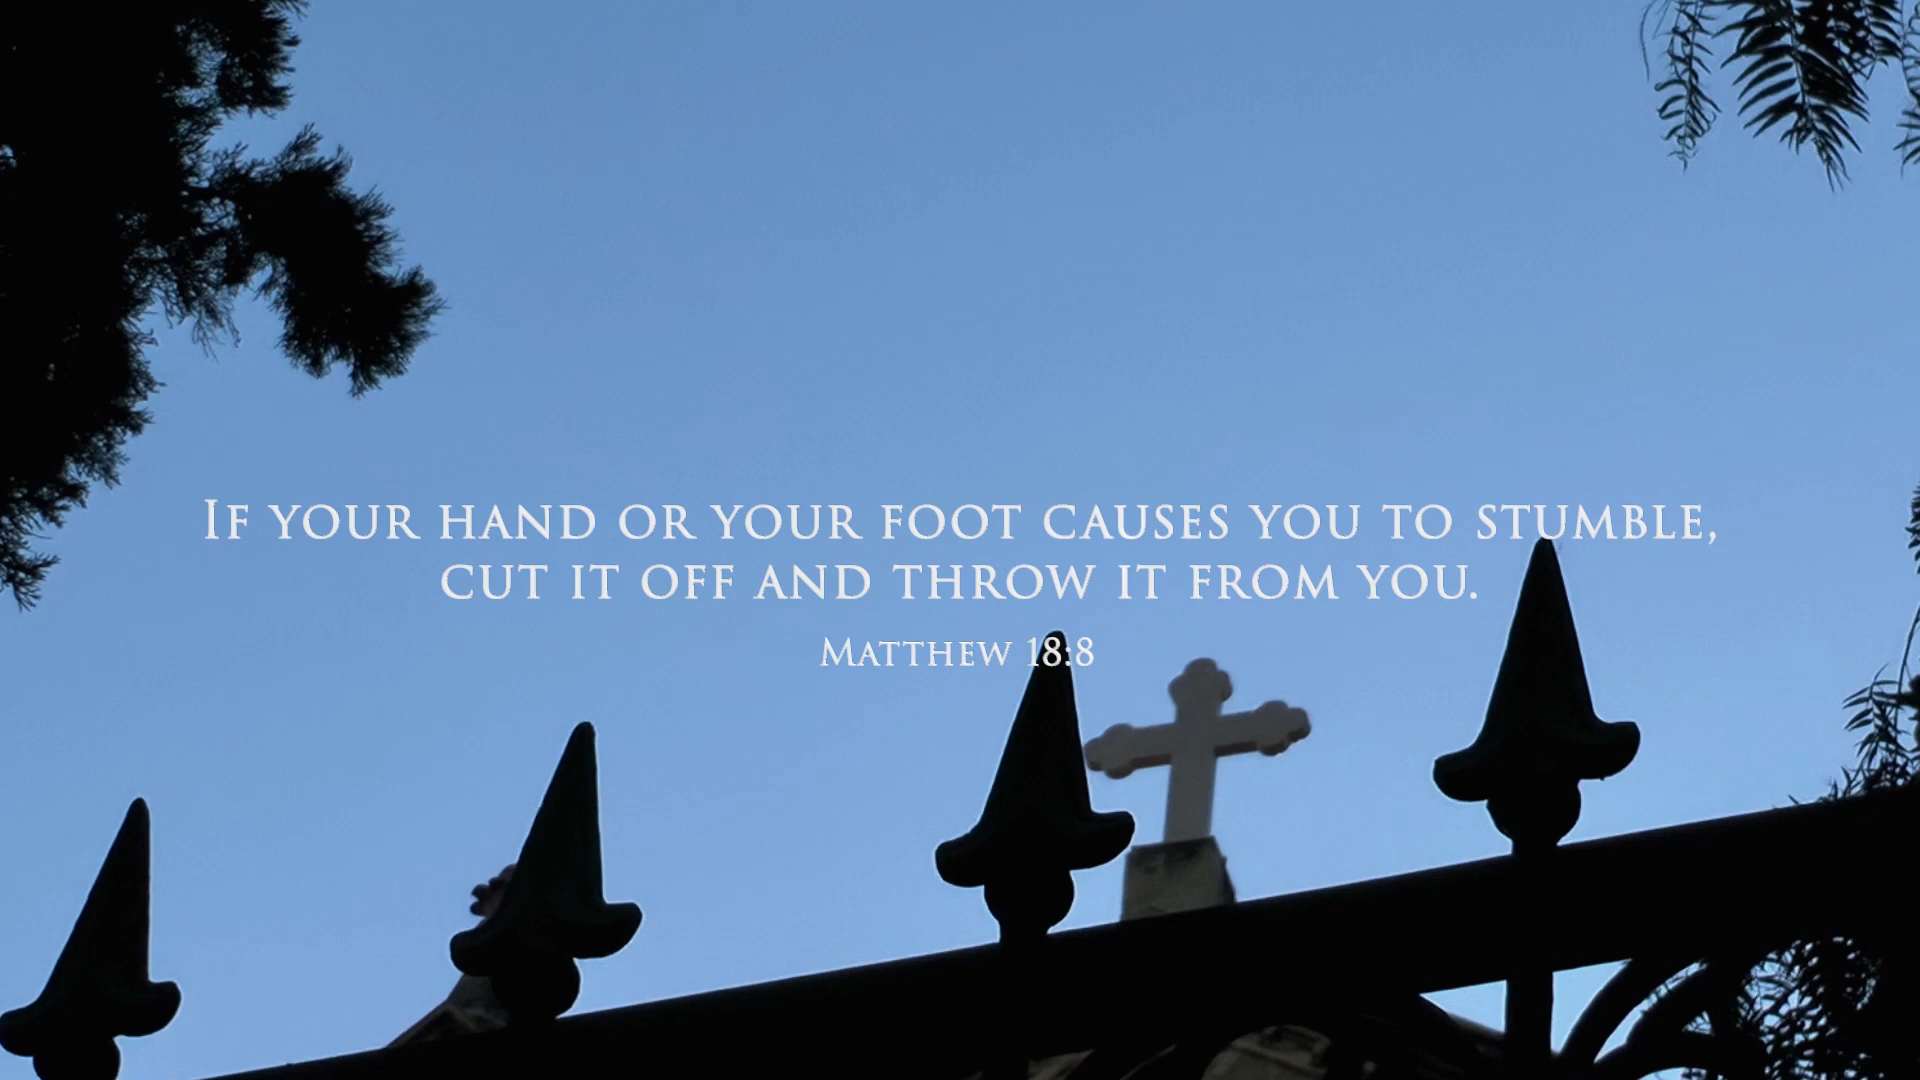 If your hand or your foot causes you to stumble,
cut it off and throw it from you.
Matthew 18:8